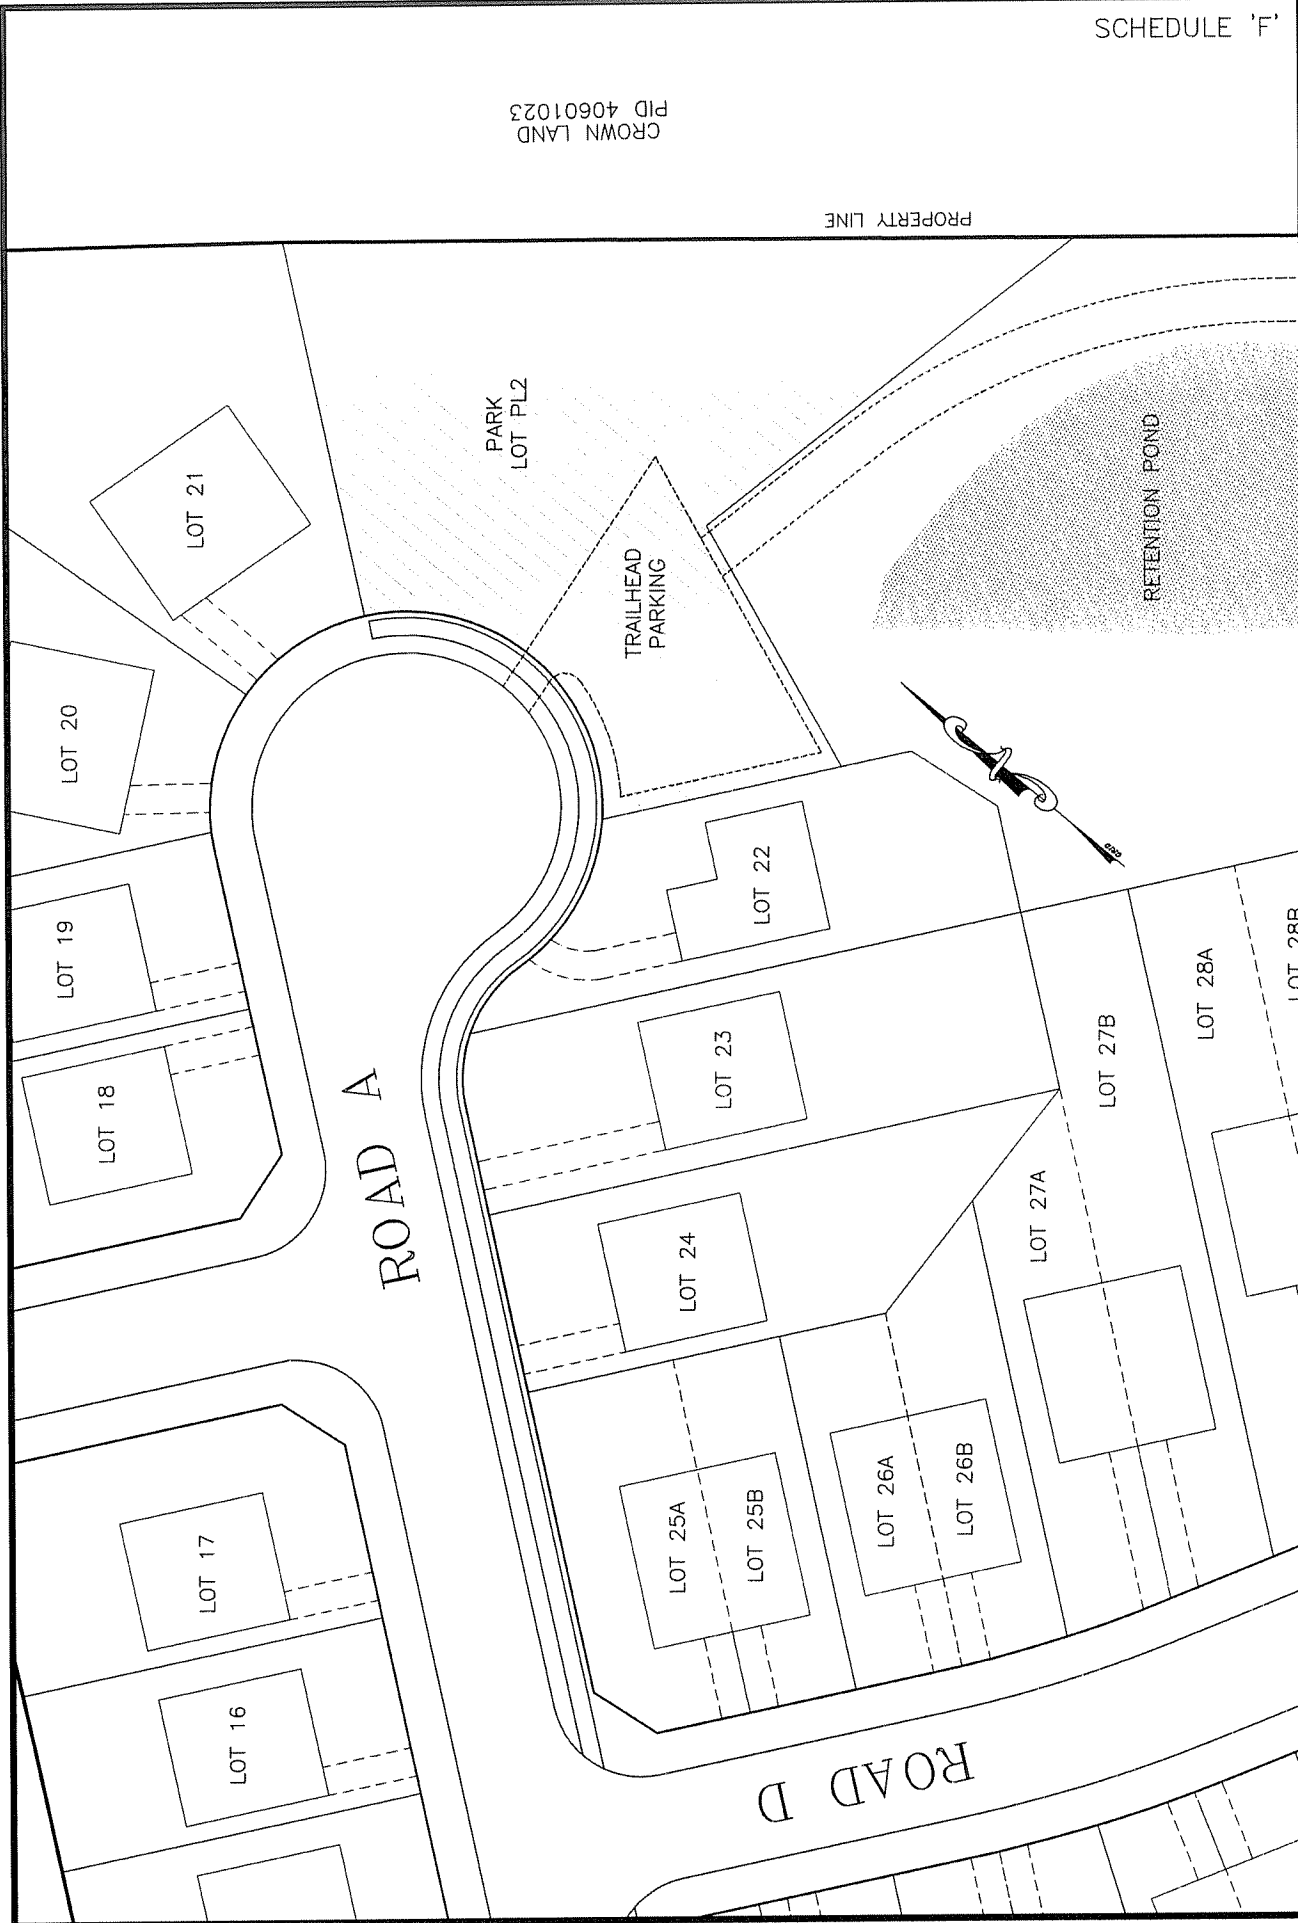 SCHEDULE 'F'
CROWN LAND
PID 40601023
PROPERTY LINE
PARK
LOT PL2
LOT 21
TRAILHEAD
PARKING
RETENTION POND
LOT 20
LOT 22
LOT 19
LOT 28A
LOT 28B
LOT 23
LOT 27B
LOT 18
ROAD A
LOT 27A
LOT 24
LOT 25A
LOT 25B
LOT 26A
LOT 26B
LOT 17
LOT 16
ROAD D